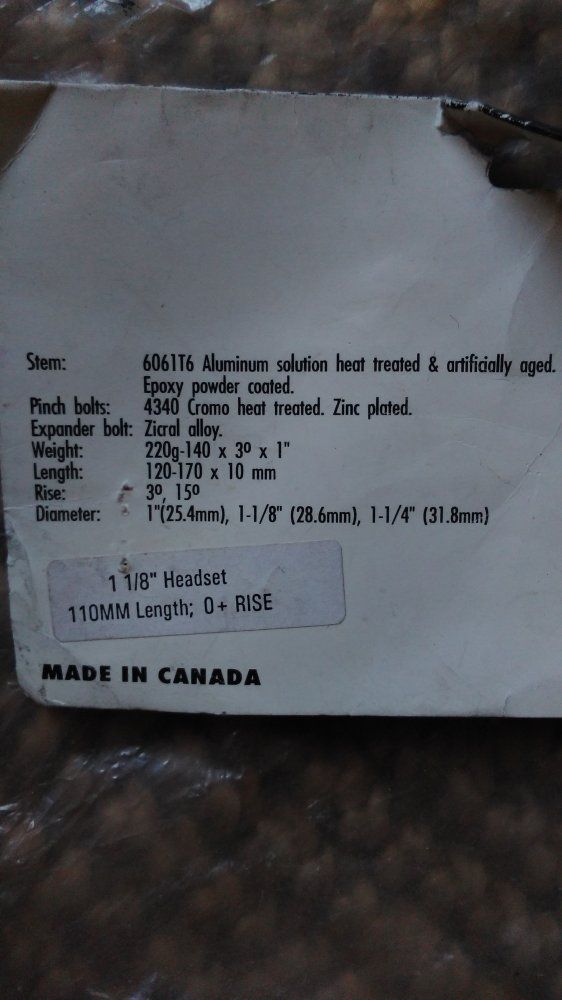 Stem: 6061T6 Aluminum solution heat treated & artificially aged.
Epoxy powder coated.
Pinch bolts: 4340 Cromo heat treated. Zinc plated.
Expander bolt: Zicral alloy.
Weight: 220g-140 x 3º x 1"
Length: 120-170 x 10 mm
Rise: 3º, 15º
Diameter: 1"(25.4mm), 1-1/8" (28.6mm), 1-1/4" (31.8mm)
1 1/8" Headset
110MM Length; 0+ RISE
MADE IN CANADA